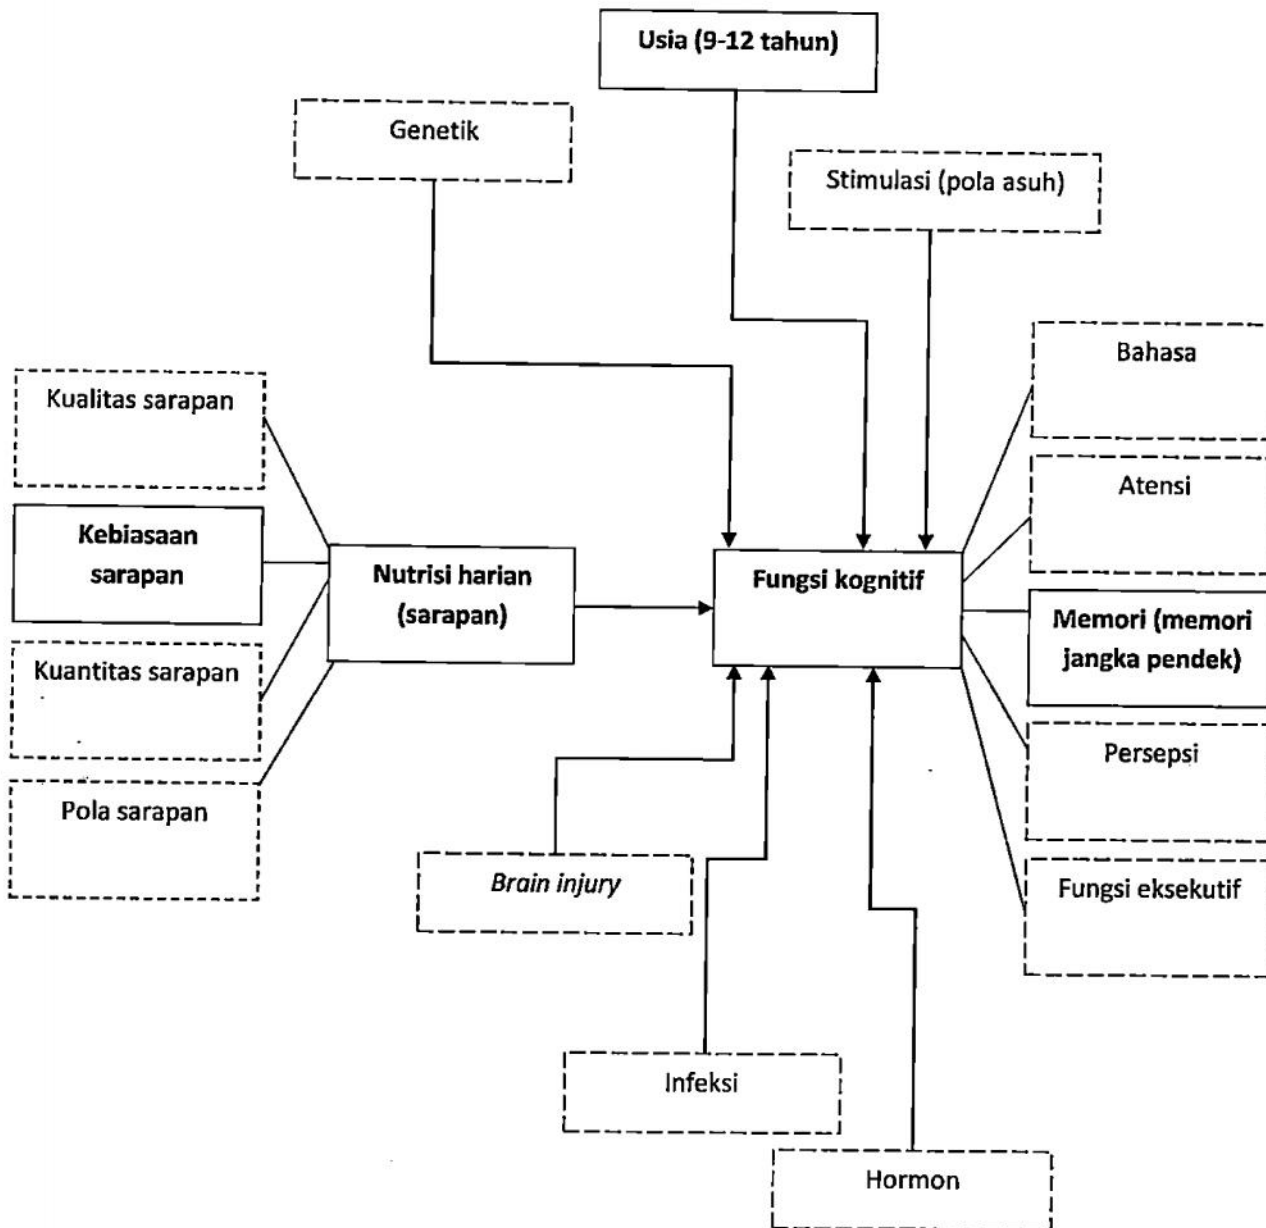 Usia (9-12 tahun)
Genetik
Stimulasi (pola asuh)
Bahasa
Kualitas sarapan
Atensi
Kebiasaan
sarapan
Nutrisi harian
(sarapan)
Fungsi kognitif
Memori (memori
jangka pendek)
Kuantitas sarapan
Persepsi
Pola sarapan
Brain injury
Fungsi eksekutif
Infeksi
Hormon